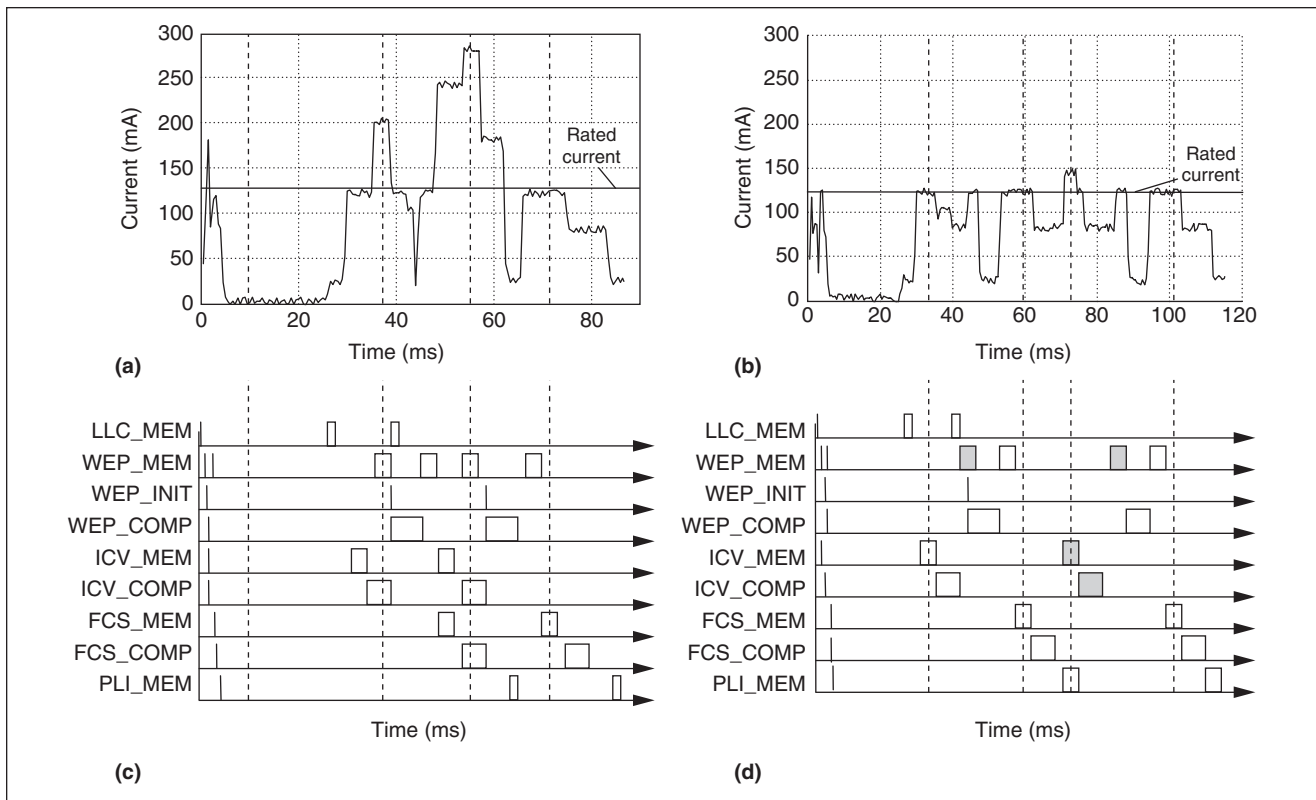 300
250
200
150
100
50
0
Current (mA)
Rated
current
0
20
40
60
80
Time (ms)
(a)
300
250
200
150
100
50
0
Current (mA)
Rated
current
0
20
40
60
80
100
120
Time (ms)
(b)
LLC_MEM
WEP_MEM
WEP_INIT
WEP_COMP
ICV_MEM
ICV_COMP
FCS_MEM
FCS_COMP
PLI_MEM
Time (ms)
(c)
LLC_MEM
WEP_MEM
WEP_INIT
WEP_COMP
ICV_MEM
ICV_COMP
FCS_MEM
FCS_COMP
PLI_MEM
Time (ms)
(d)